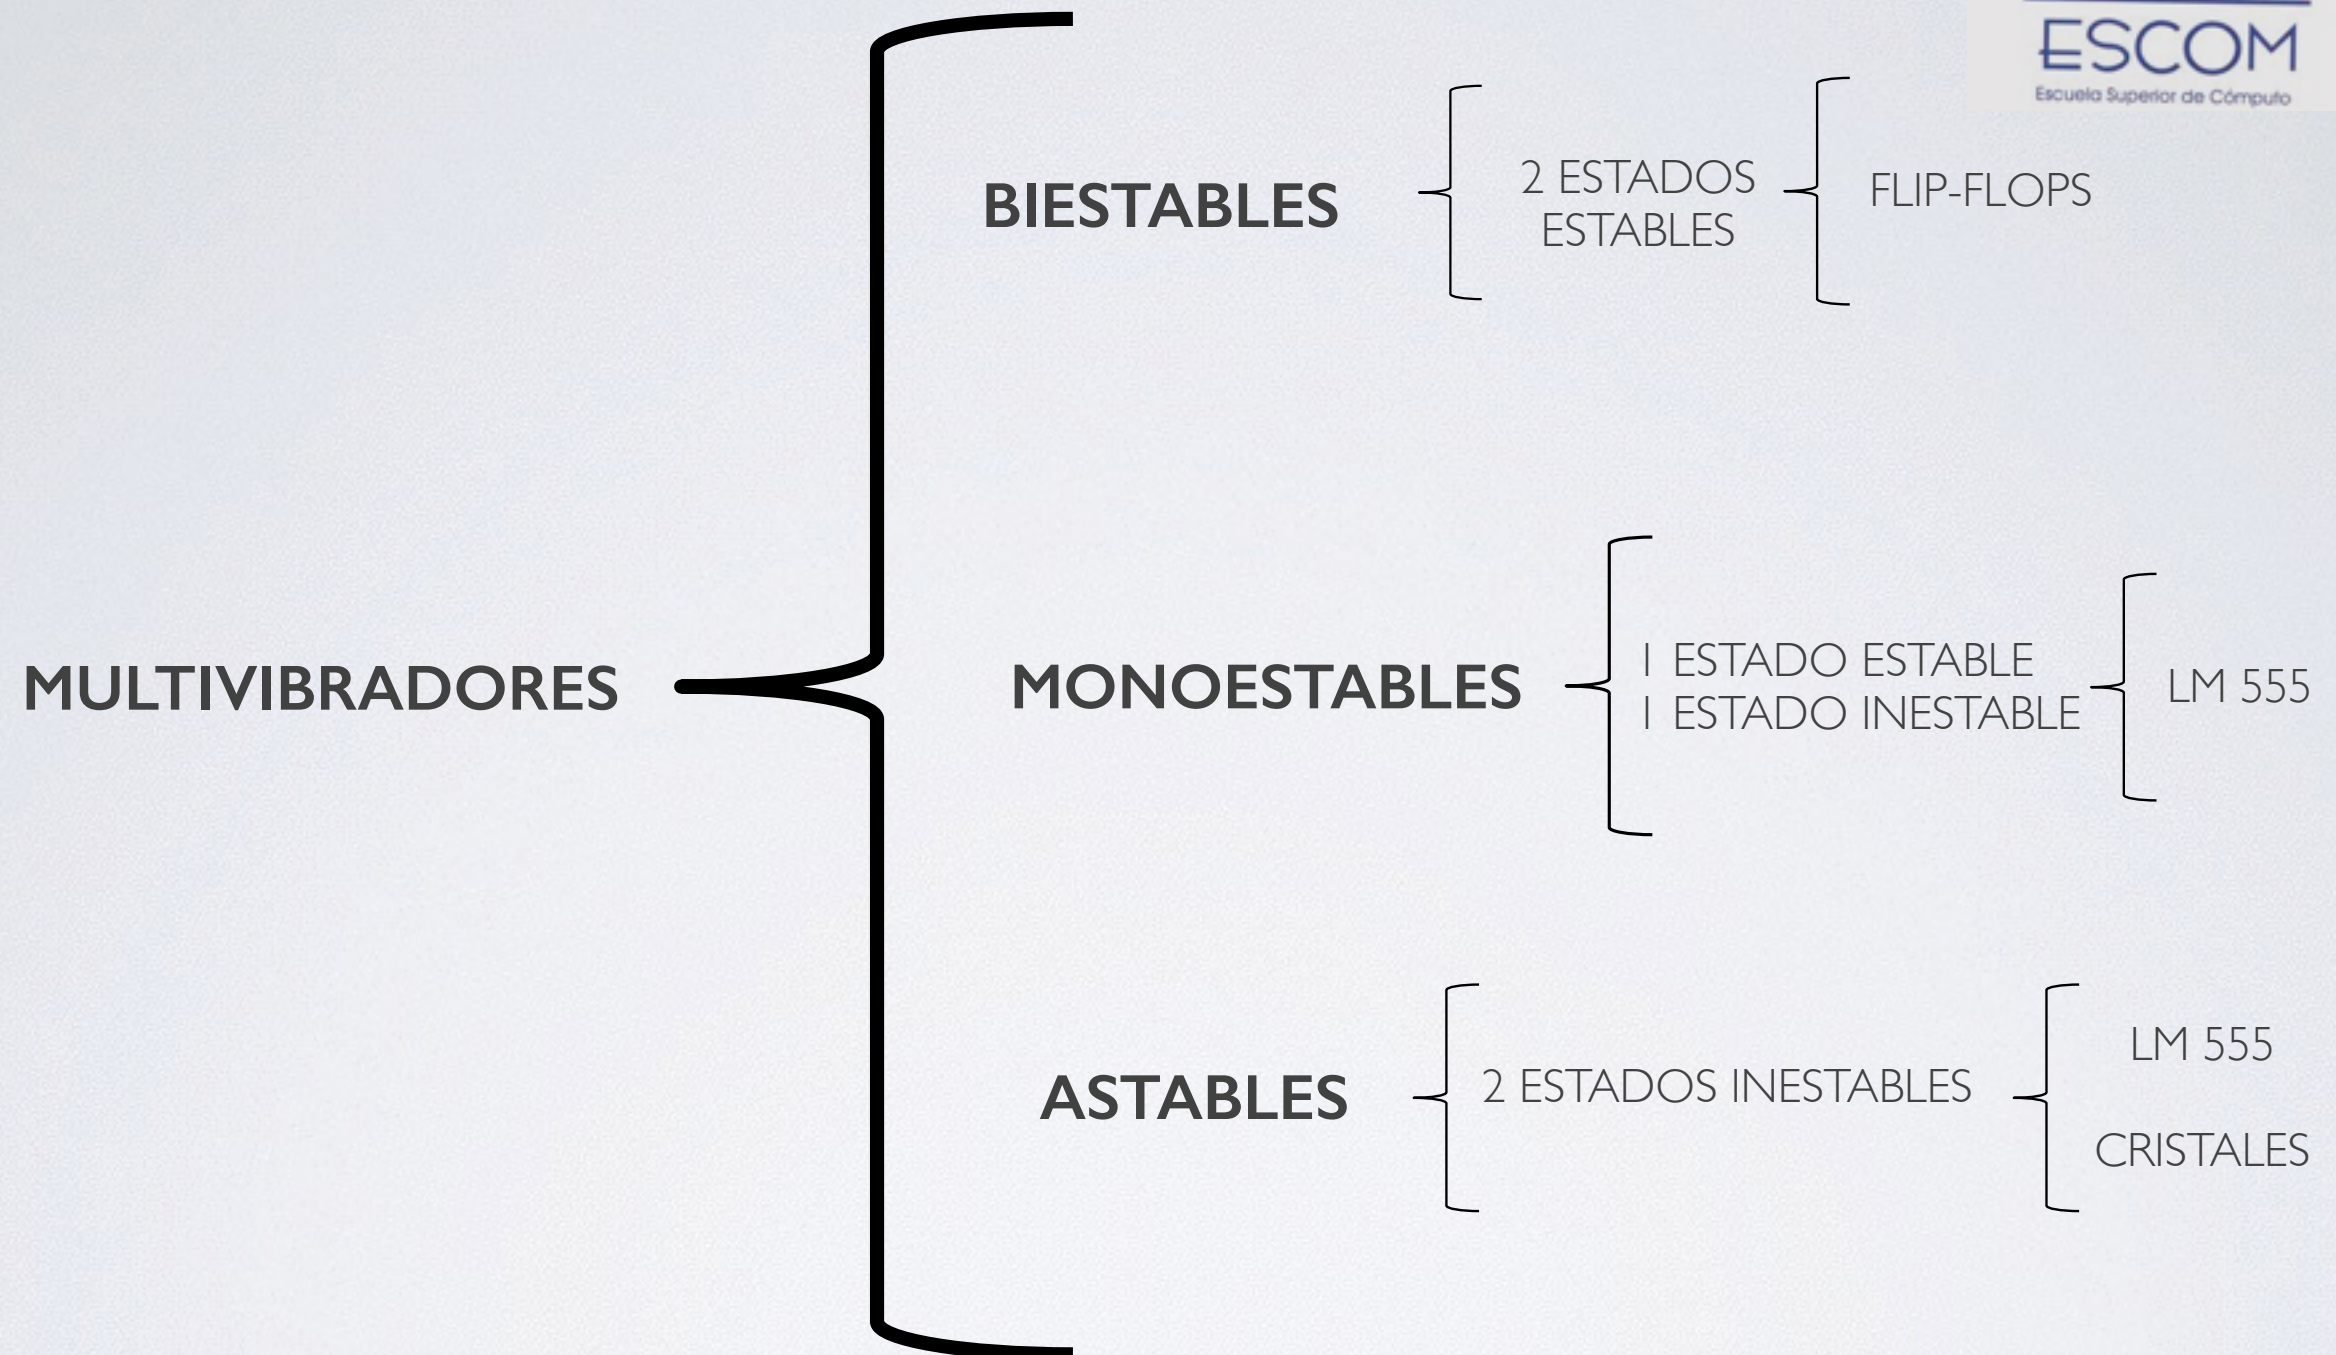 ESCOM
Escuela Superior de Cómputo
MULTIVIBRADORES
BIESTABLES
2 ESTADOS
ESTABLES
FLIP-FLOPS
MONOESTABLES
1 ESTADO ESTABLE
1 ESTADO INESTABLE
LM 555
ASTABLES
2 ESTADOS INESTABLES
LM 555
CRISTALES